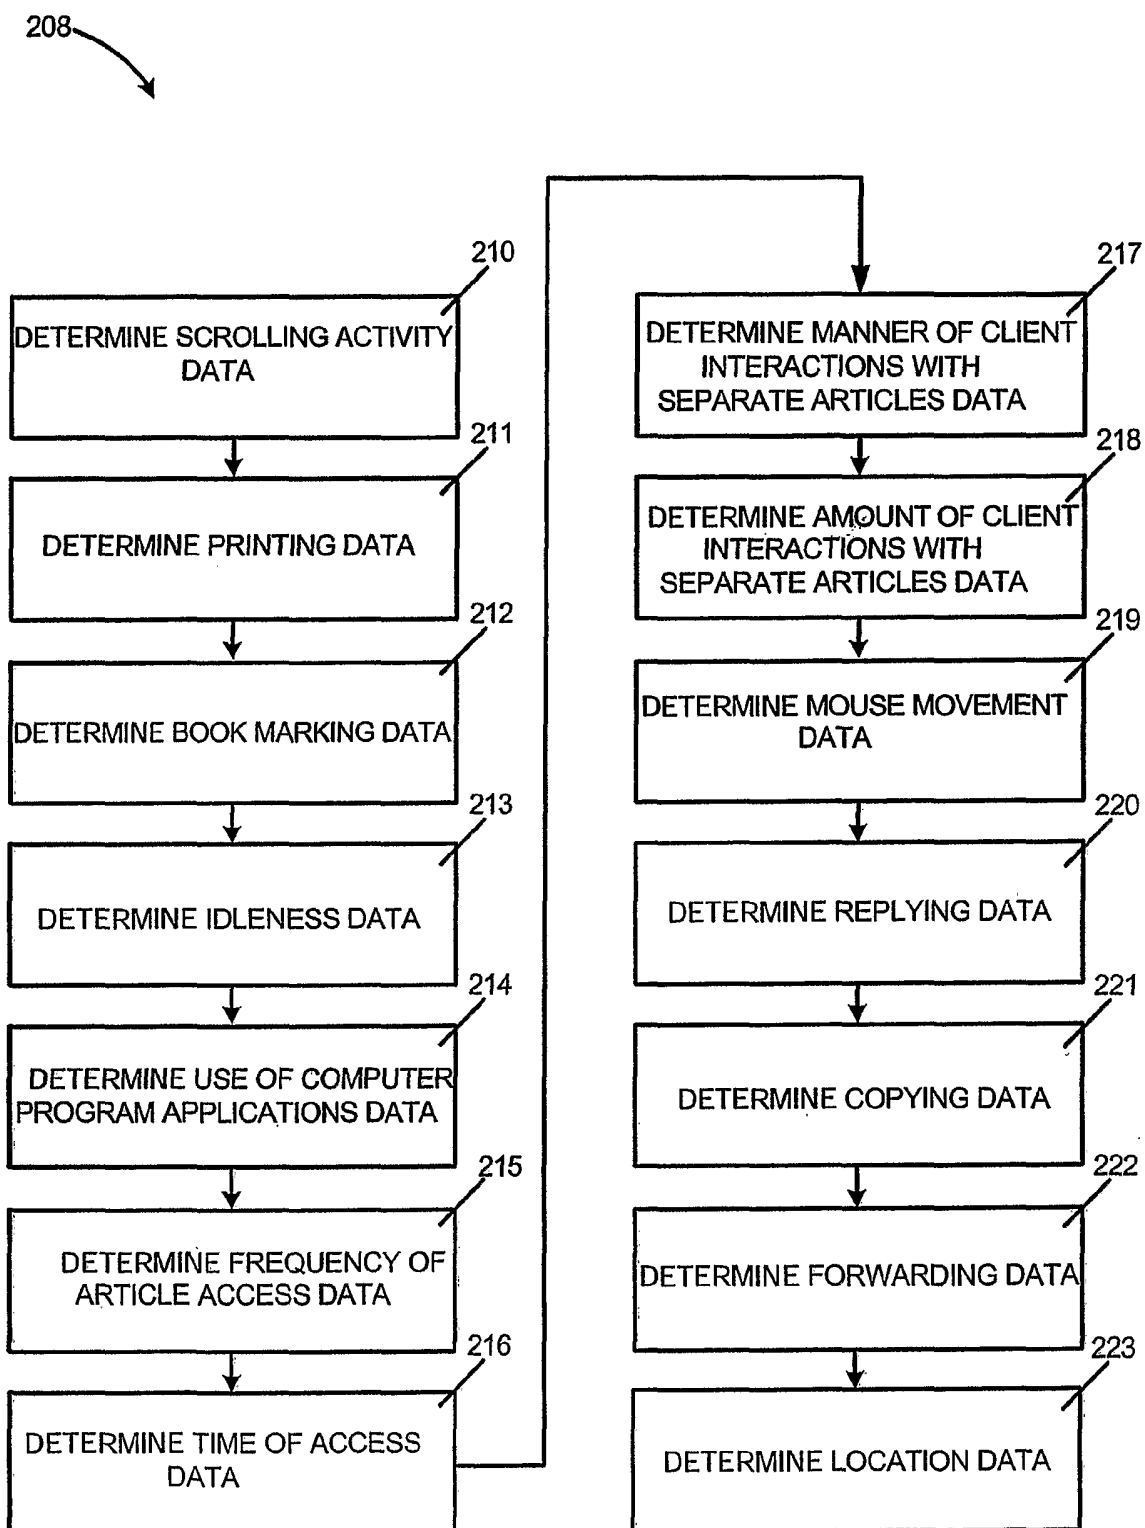 208
210
DETERMINE SCROLLING ACTIVITY
DATA
211
DETERMINE PRINTING DATA
212
DETERMINE BOOK MARKING DATA
213
DETERMINE IDLENESS DATA
214
DETERMINE USE OF COMPUTER
PROGRAM APPLICATIONS DATA
215
DETERMINE FREQUENCY OF
ARTICLE ACCESS DATA
216
DETERMINE TIME OF ACCESS
DATA
217
DETERMINE MANNER OF CLIENT
INTERACTIONS WITH
SEPARATE ARTICLES DATA
218
DETERMINE AMOUNT OF CLIENT
INTERACTIONS WITH
SEPARATE ARTICLES DATA
219
DETERMINE MOUSE MOVEMENT
DATA
220
DETERMINE REPLYING DATA
221
DETERMINE COPYING DATA
222
DETERMINE FORWARDING DATA
223
DETERMINE LOCATION DATA